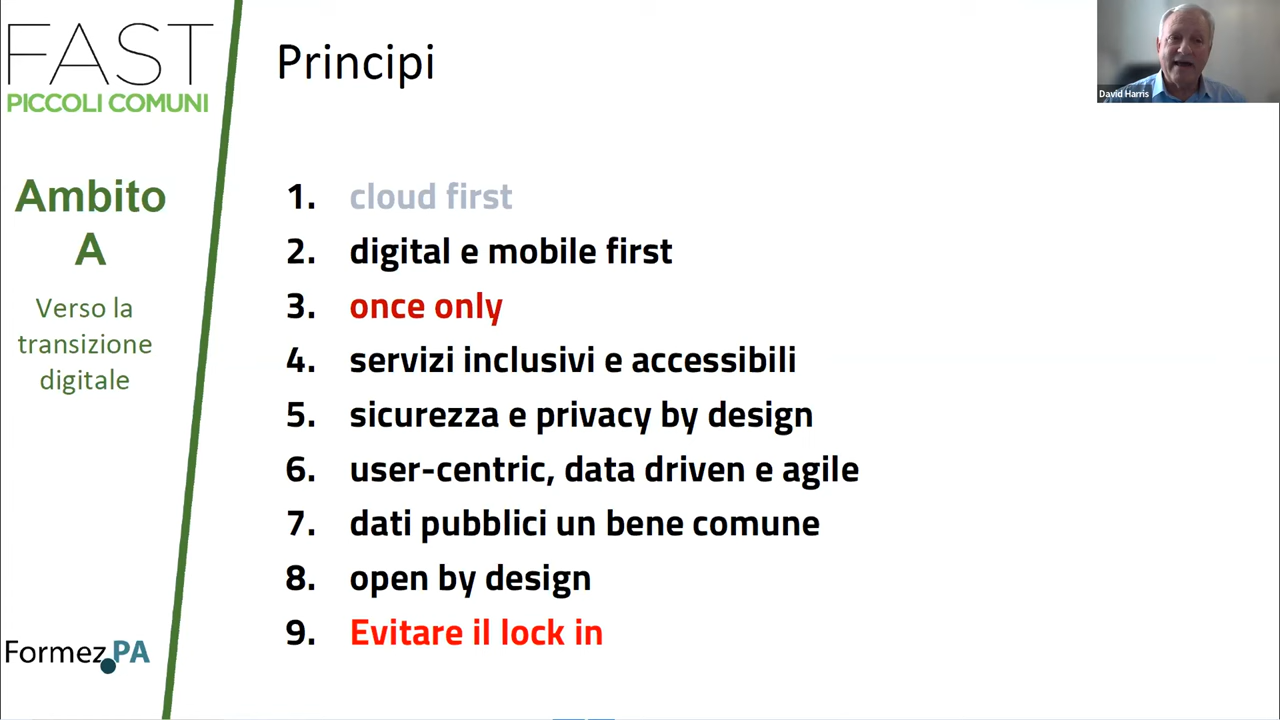 FAST
PICCOLI COMUNI
Principi
David Harris
Ambito
A
Verso la
transizione
digitale
1. cloud first
2. digital e mobile first
3. once only
4. servizi inclusivi e accessibili
5. sicurezza e privacy by design
6. user-centric, data driven e agile
7. dati pubblici un bene comune
8. open by design
9. Evitare il lock in
Formez.PA